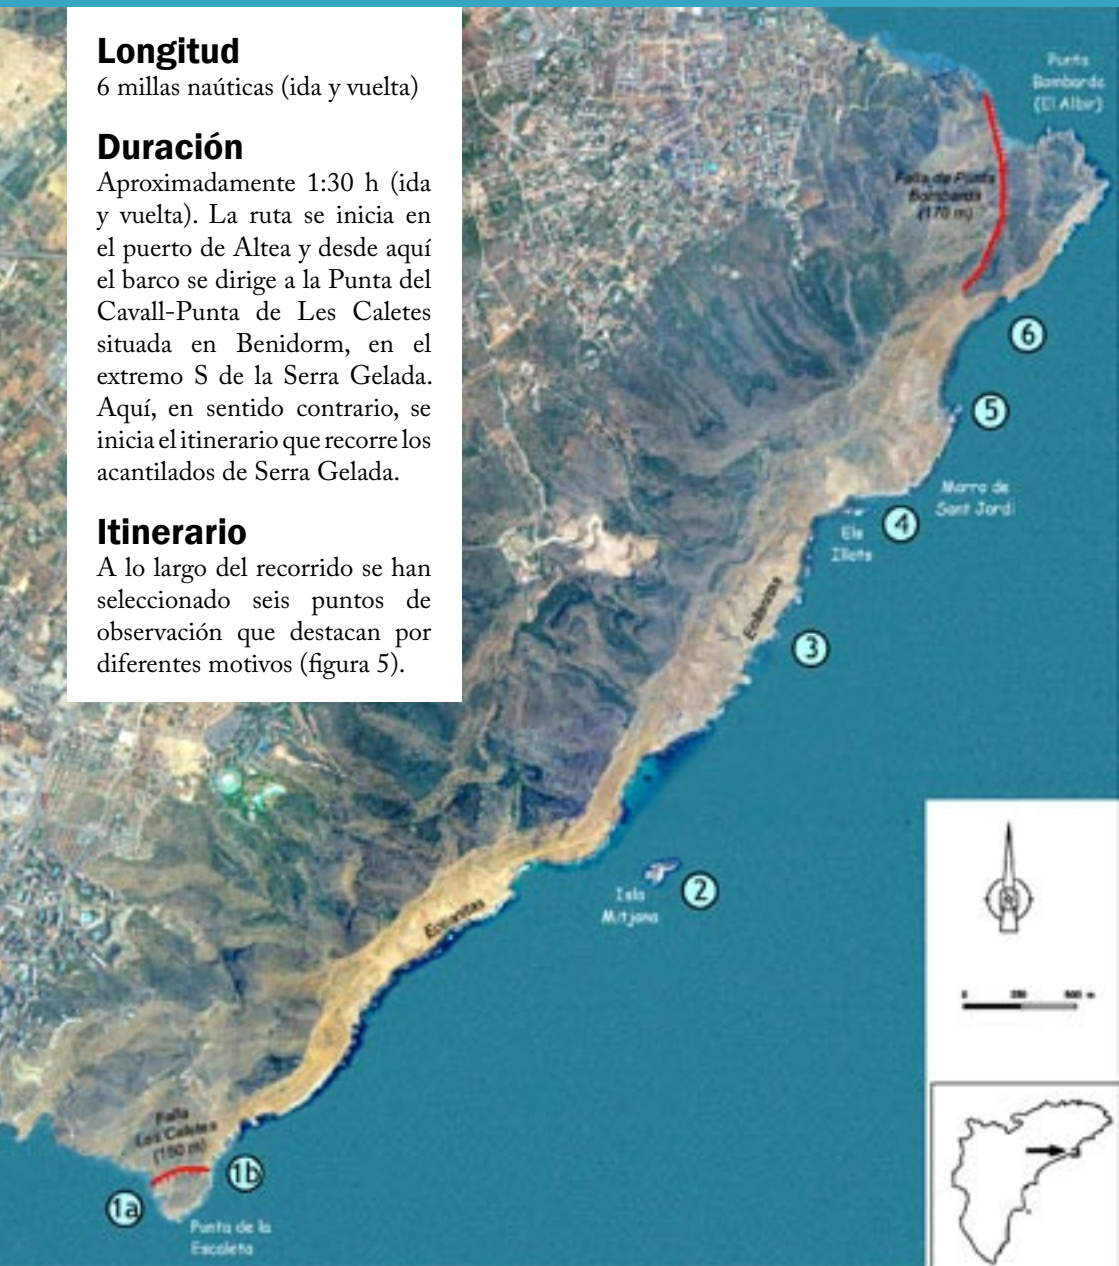 Longitud
6 millas naúticas (ida y vuelta)
Duración
Aproximadamente 1:30 h (ida
y vuelta). La ruta se inicia en
el puerto de Altea y desde aquí
el barco se dirige a la Punta del
Cavall-Punta de Les Caletes
situada en Benidorm, en el
extremo S de la Serra Gelada.
Aquí, en sentido contrario, se
inicia el itinerario que recorre los
acantilados de Serra Gelada.
Itinerario
A lo largo del recorrido se han
seleccionado seis puntos de
observación que destacan por
diferentes motivos (figura 5).
Punta
Bombarda
(El Albir)
Falla de Punta
Bombarda
(170 m)
6
5
Morro de
Sant Jordi
4
Els
Illots
Eolianitas
3
2
Isla
Mitjana
Eolianitas
Falla
Les Caletes
(150 m)
1b
1a
Punta de la
Escaleta
0 500 m